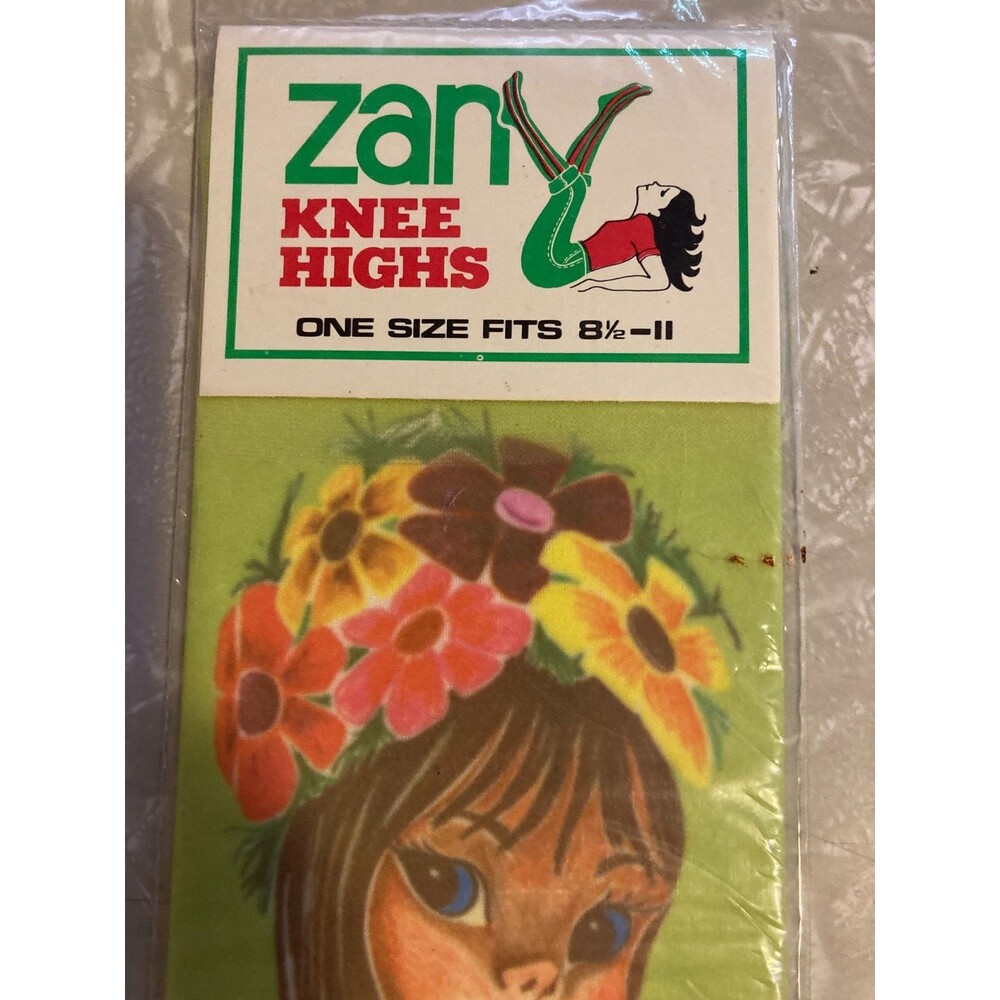 zany
KNEE
HIGHS
ONE SIZE FITS 8½-11